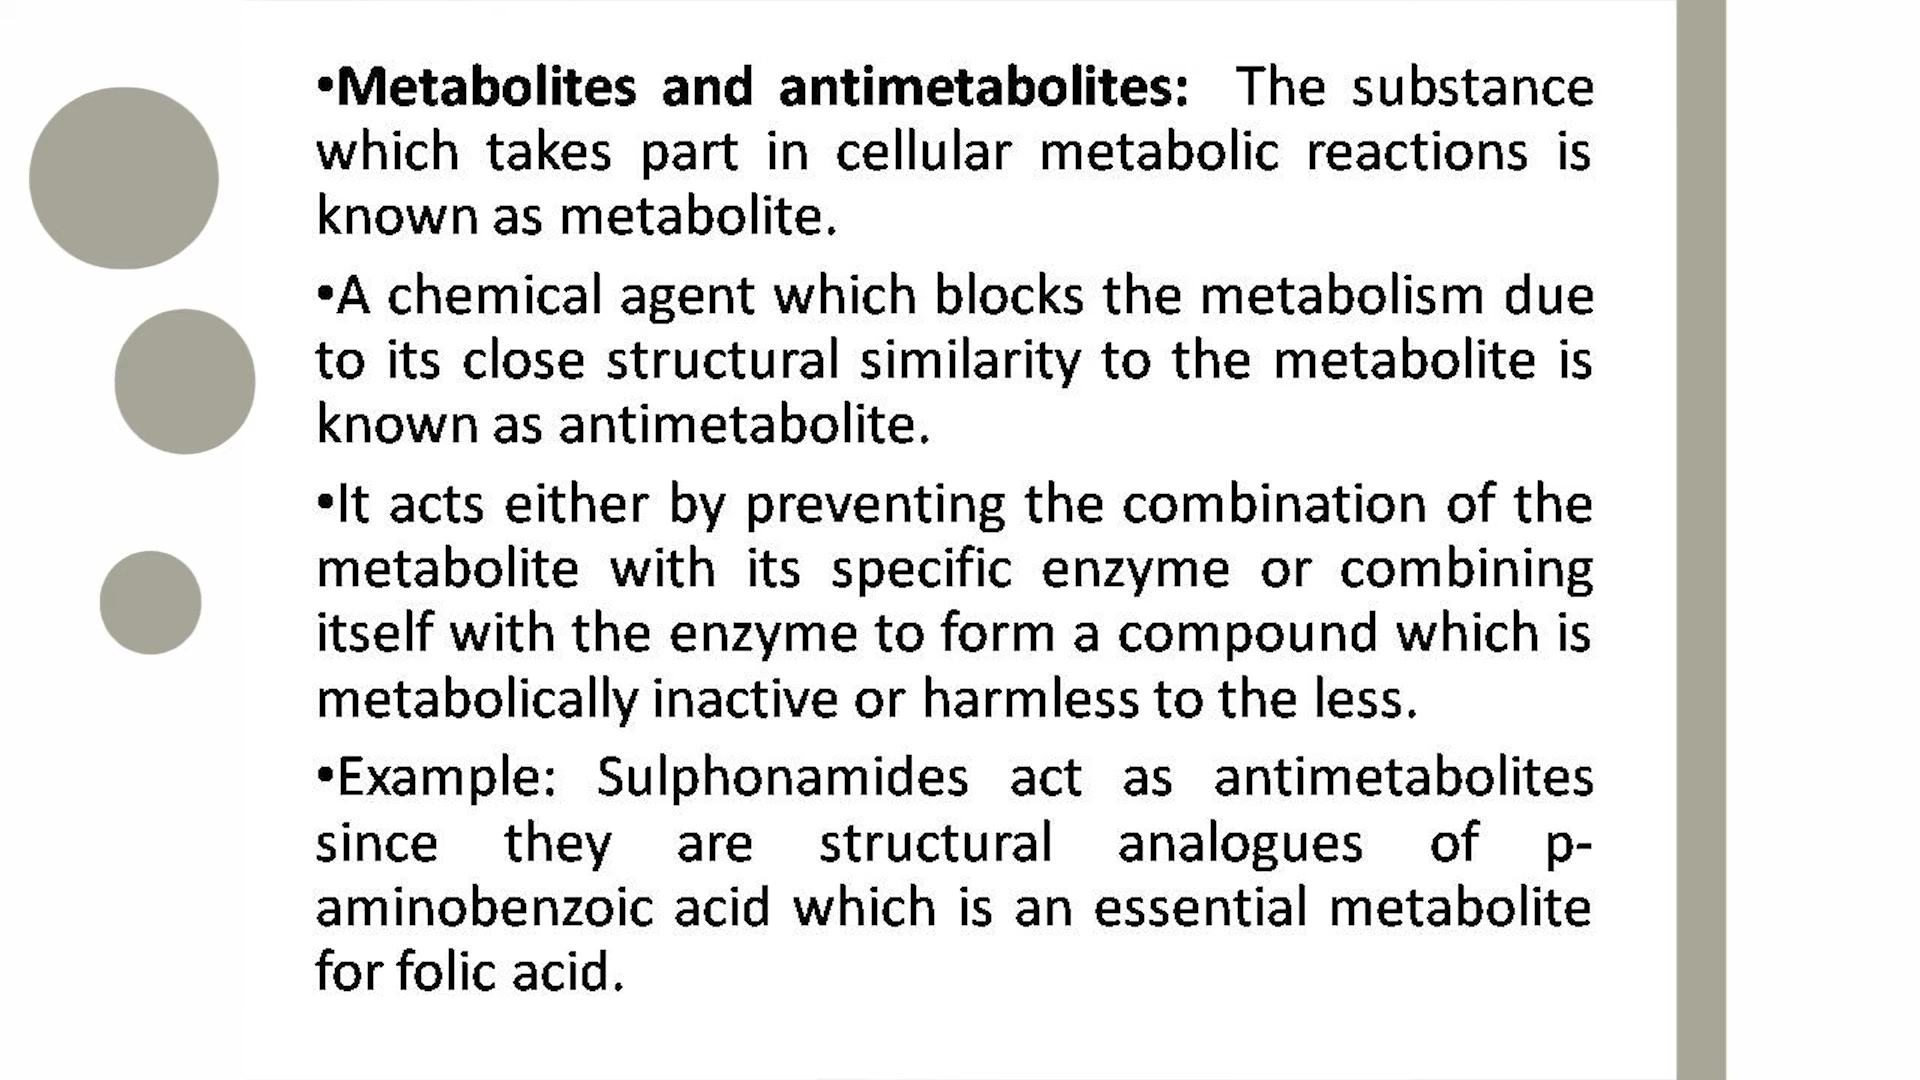 •Metabolites and antimetabolites: The substance
which takes part in cellular metabolic reactions is
known as metabolite.
•A chemical agent which blocks the metabolism due
to its close structural similarity to the metabolite is
known as antimetabolite.
•It acts either by preventing the combination of the
metabolite with its specific enzyme or combining
itself with the enzyme to form a compound which is
metabolically inactive or harmless to the less.
•Example: Sulphonamides act as antimetabolites
since they are structural analogues of p-
aminobenzoic acid which is an essential metabolite
for folic acid.